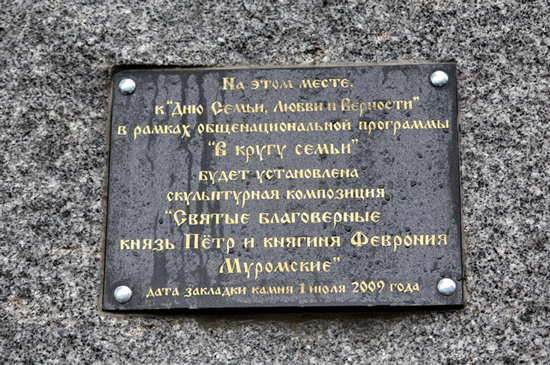 На этом месте,
к "Дню Семьи, Любви и Верности"
в рамках общенациональной программы
"В кругу семьи"
будет установлена
скульптурная композиция
"Святые благоверные
князь Пётр и княгиня Феврония
Муромские"
дата закладки камня 1 июля 2009 года